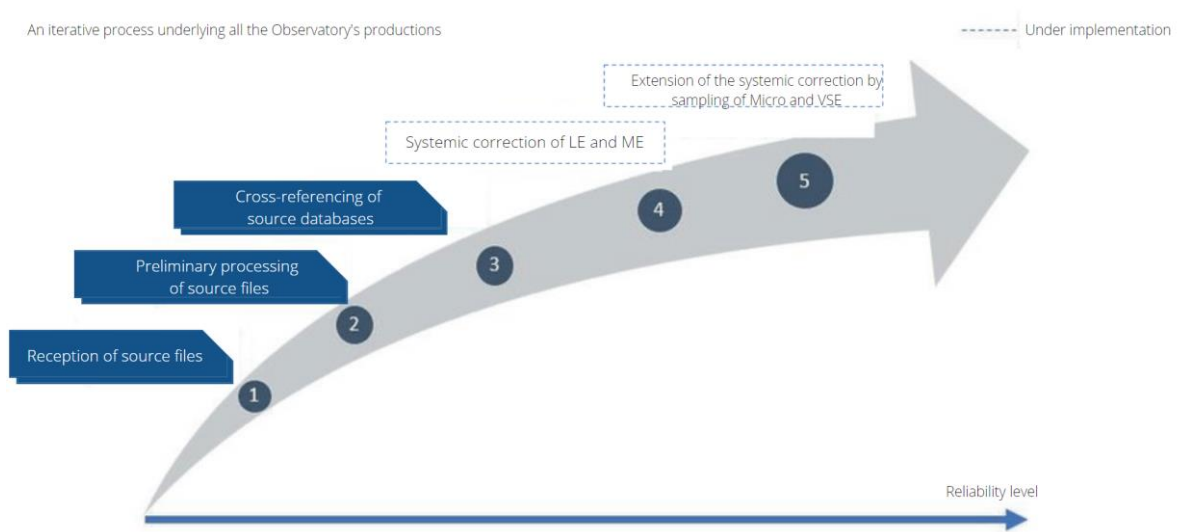 An iterative process underlying all the Observatory's productions
Under implementation
Extension of the systemic correction by
sampling of Micro and VSE
Systemic correction of LE and ME
Cross-referencing of
source databases
Preliminary processing
of source files
Reception of source files
5
4
3
2
1
Reliability level